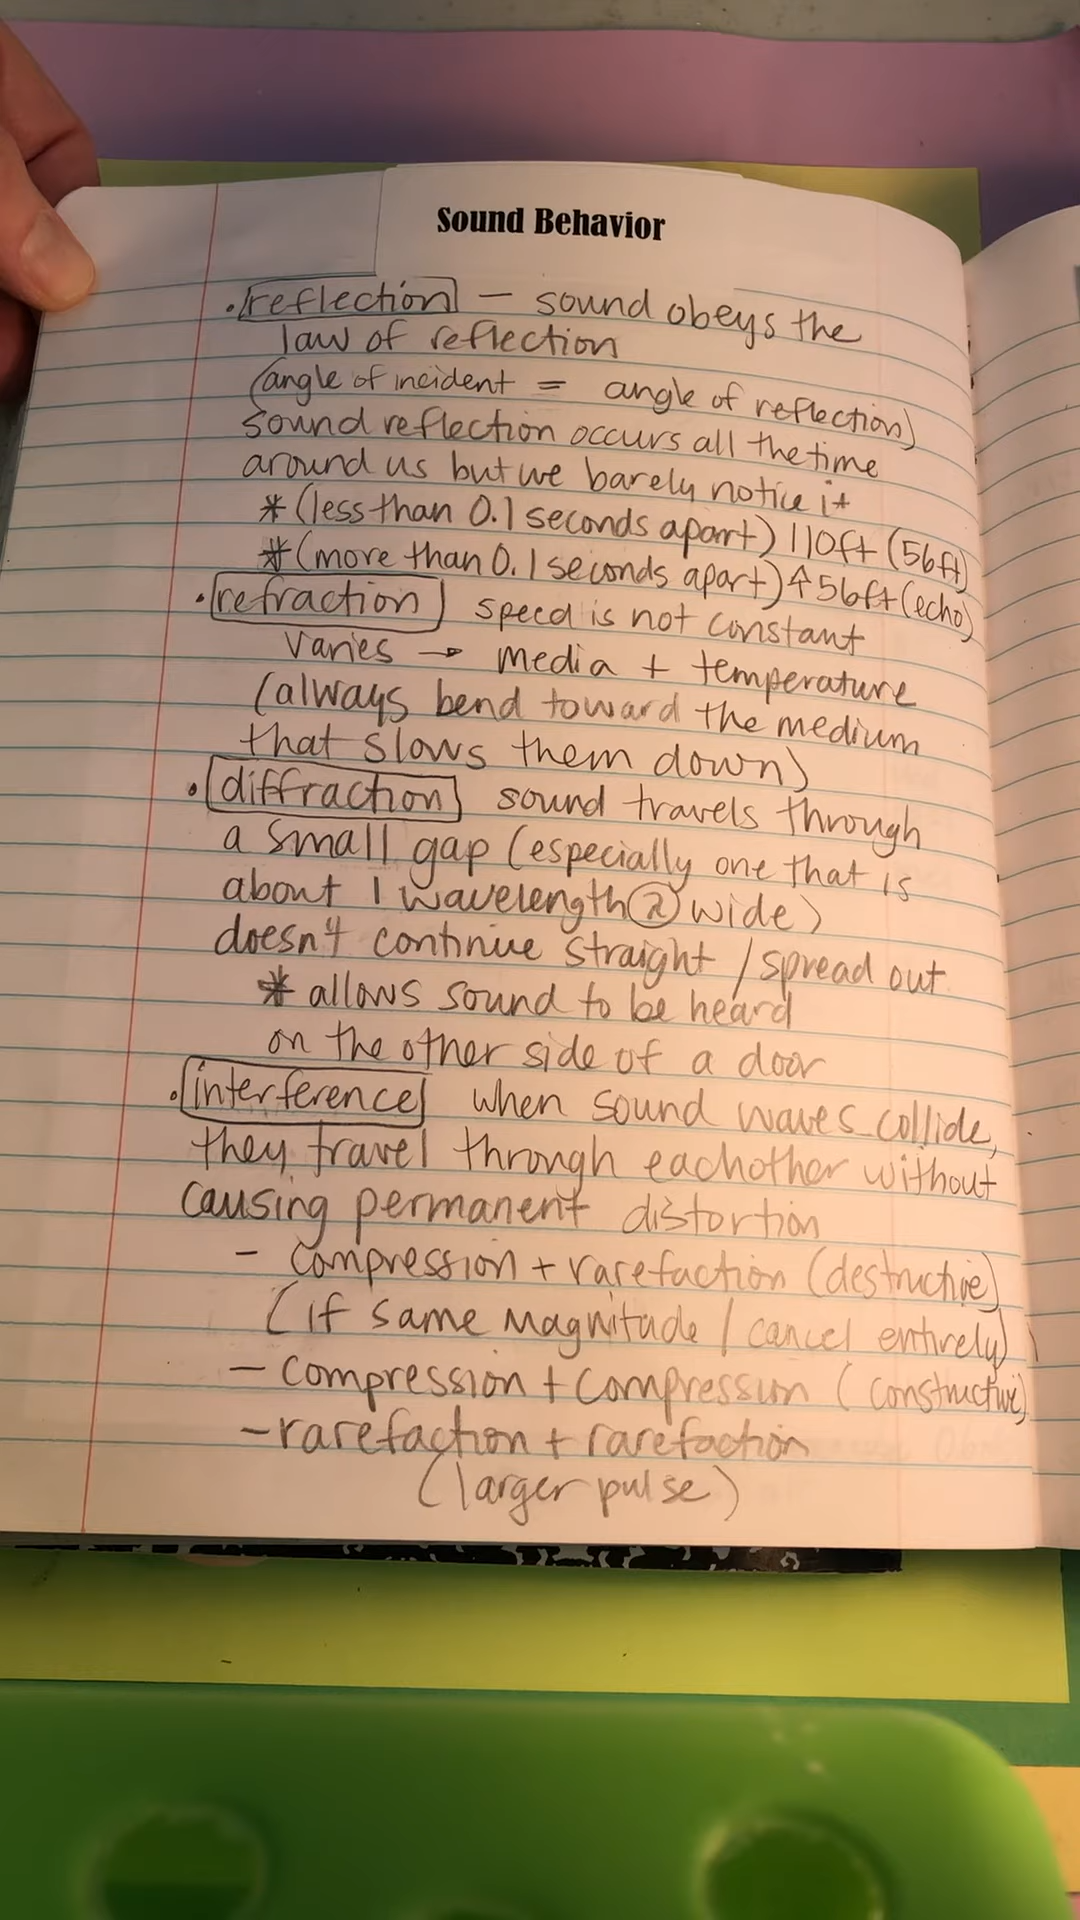 Sound Behavior
• reflection — sound obeys the
law of reflection
(angle of incident = angle of reflection)
sound reflection occurs all the time
around us but we barely notice it
* (less than 0.1 seconds apart) 110ft (56ft)
* (more than 0.1 seconds apart) ↑56ft (echo)
• refraction speed is not constant
varies → media + temperature
(always bend toward the medium
that slows them down)
• diffraction sound travels through
a small gap (especially one that is
about 1 wavelength λ wide)
doesn't continue straight / spread out
* allows sound to be heard
on the other side of a door
• interference when sound waves collide,
they travel through eachother without
causing permanent distortion
- compression + rarefaction (destructive)
(if same magnitude / cancel entirely)
- compression + compression (constructive)
- rarefaction + rarefaction
(larger pulse)